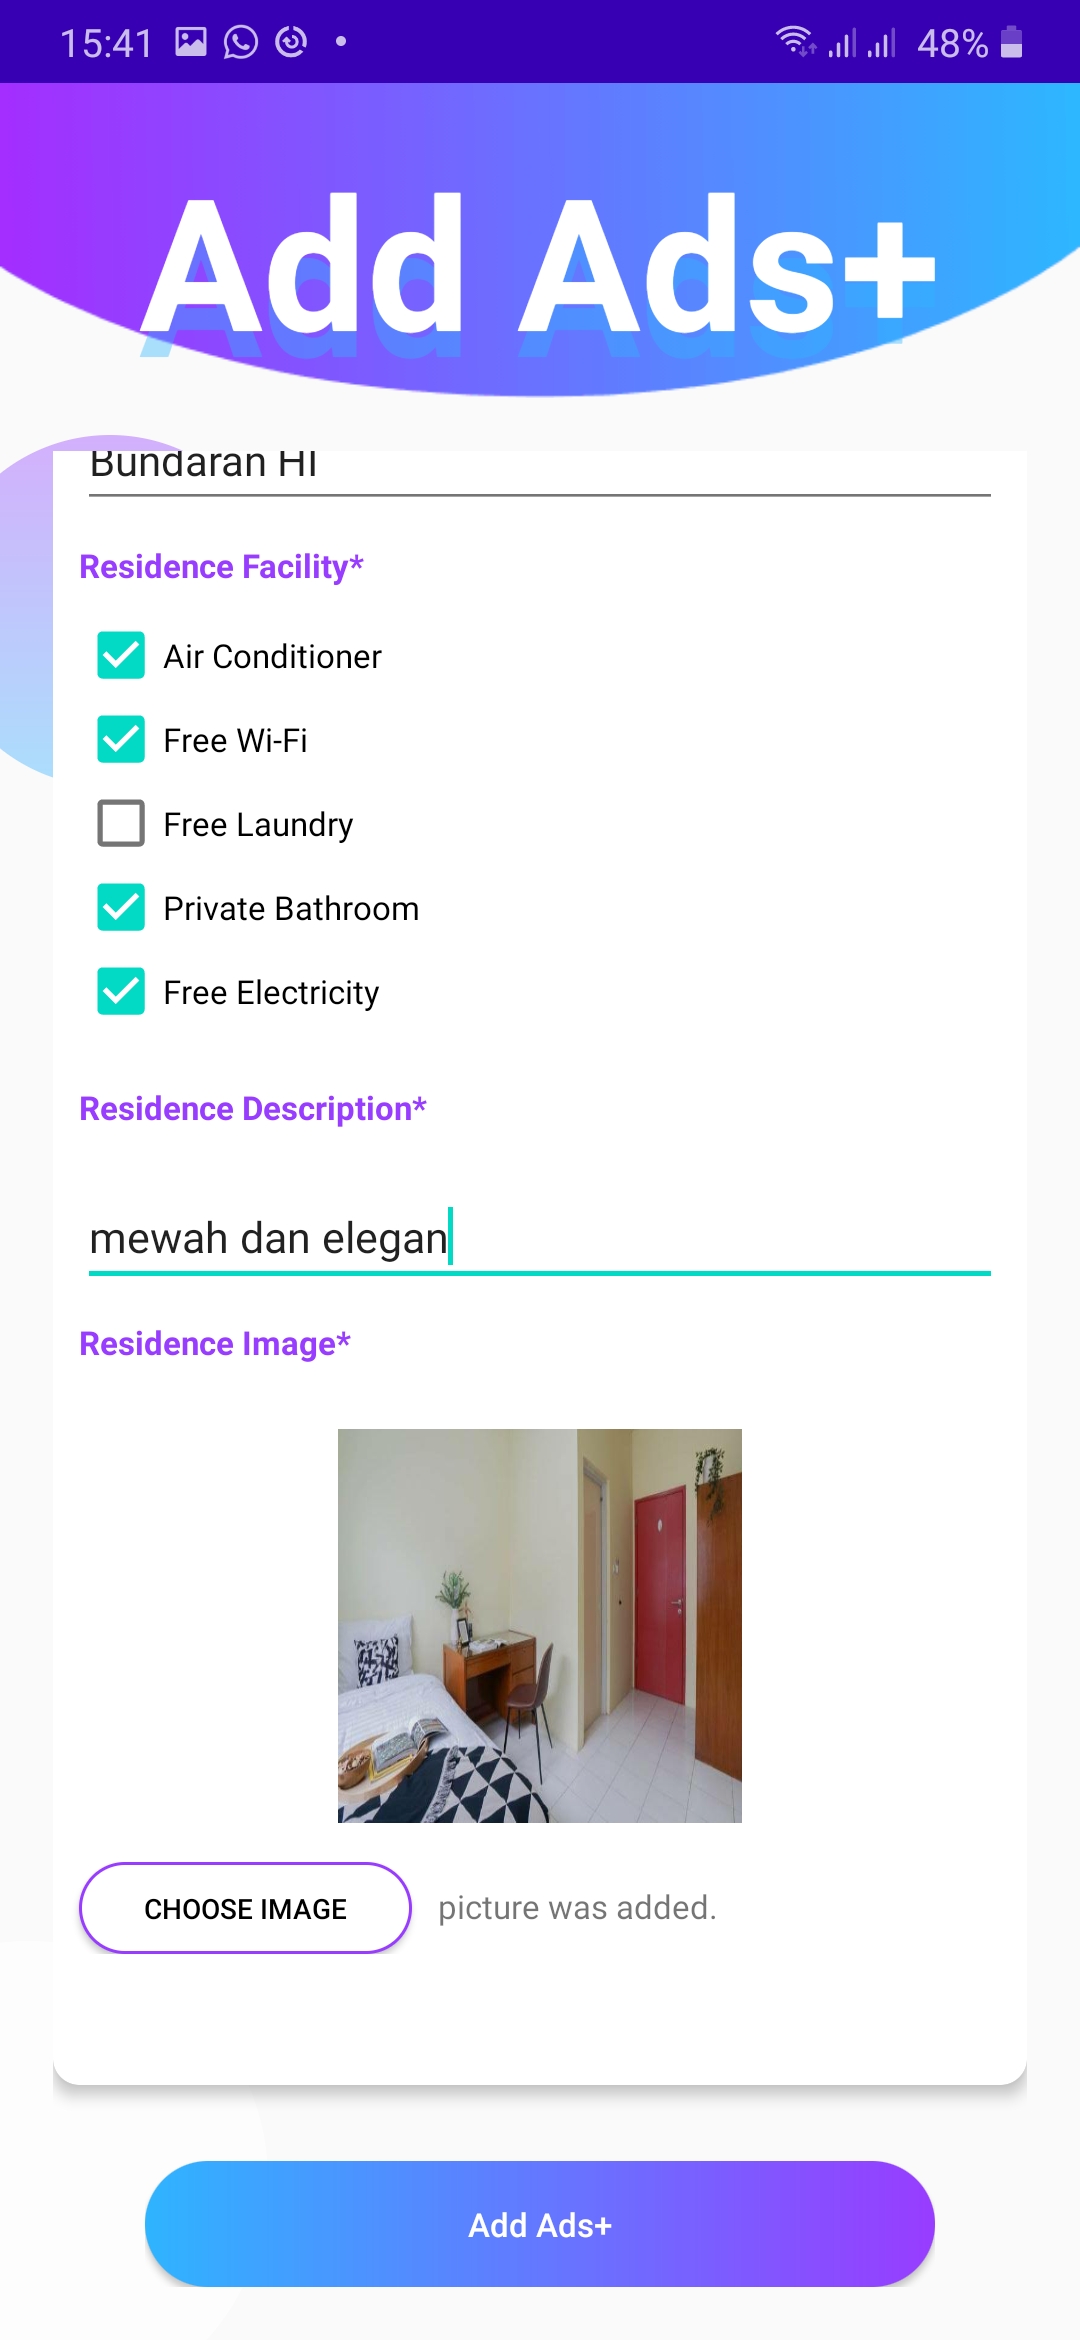 15:41
48%
Add Ads+
Bundaran HI
Residence Facility*
Air Conditioner
Free Wi-Fi
Free Laundry
Private Bathroom
Free Electricity
Residence Description*
mewah dan elegan
Residence Image*
CHOOSE IMAGE picture was added.
Add Ads+